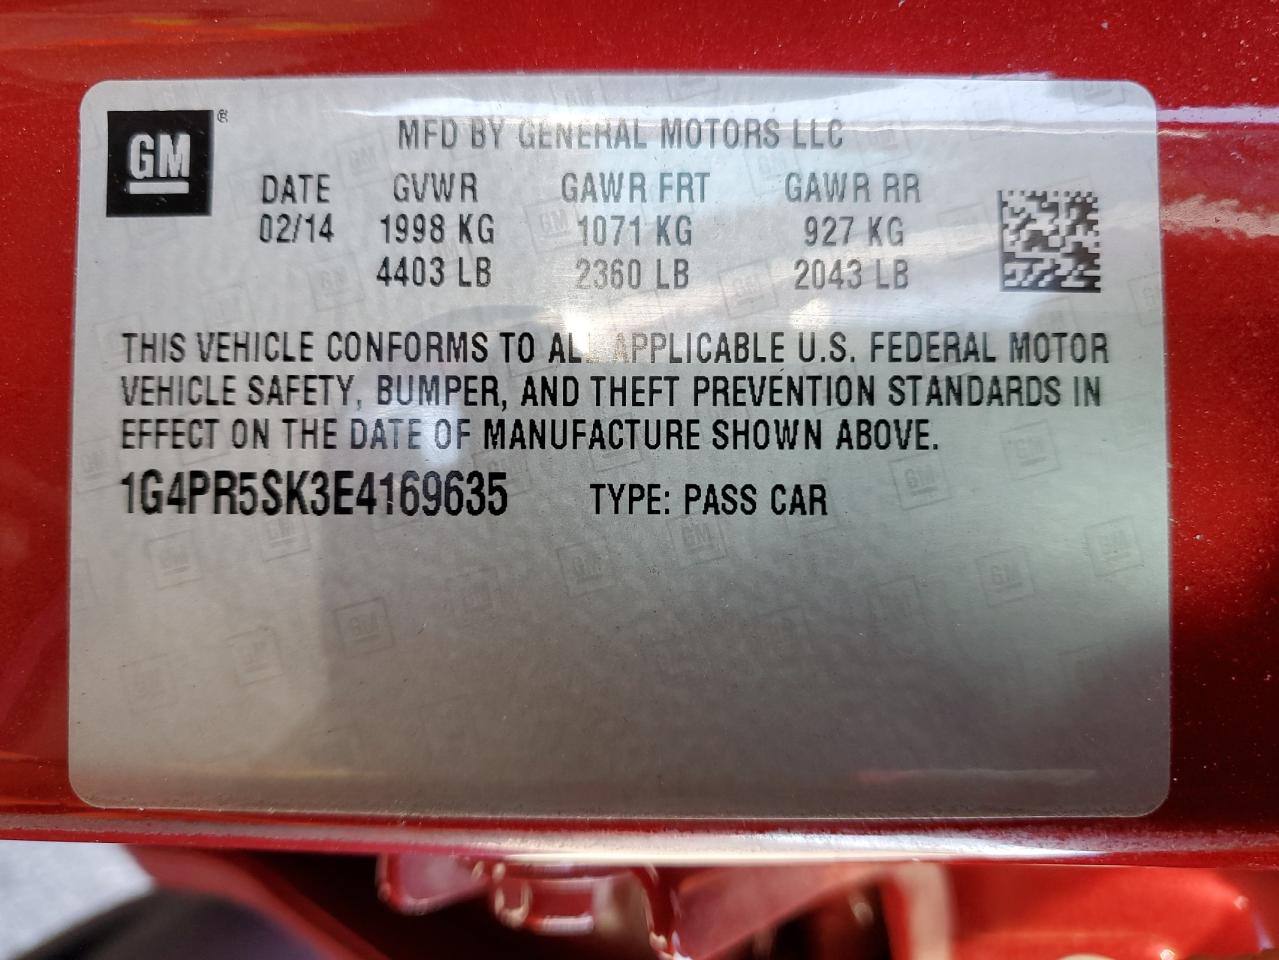 GM ®
MFD BY GENERAL MOTORS LLC
DATE GVWR GAWR FRT GAWR RR
02/14 1998 KG 1071 KG 927 KG
4403 LB 2360 LB 2043 LB
THIS VEHICLE CONFORMS TO ALL APPLICABLE U.S. FEDERAL MOTOR
VEHICLE SAFETY, BUMPER, AND THEFT PREVENTION STANDARDS IN
EFFECT ON THE DATE OF MANUFACTURE SHOWN ABOVE.
1G4PR5SK3E4169635 TYPE: PASS CAR